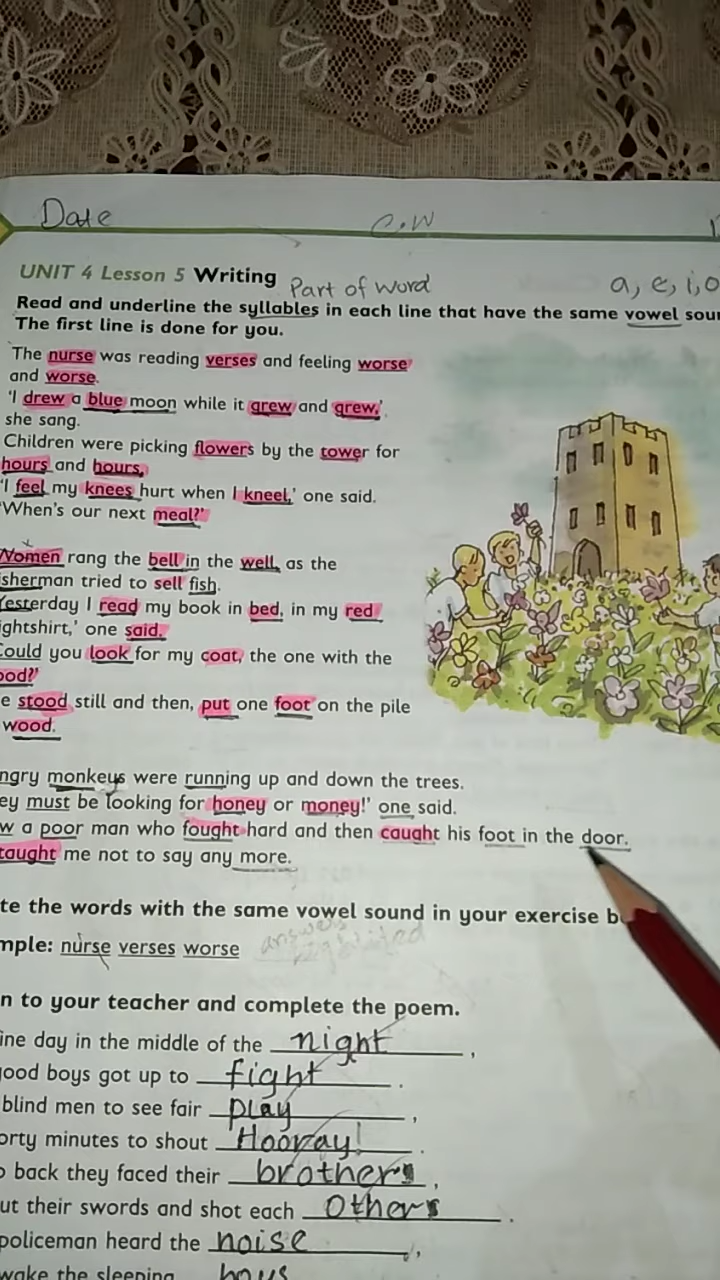 Date
c.w
UNIT 4 Lesson 5 Writing
Part of word
a, e, i, o
Read and underline the syllables in each line that have the same vowel soun
The first line is done for you.
The nurse was reading verses and feeling worse
and worse.
'I drew a blue moon while it grew and grew,'
she sang.
Children were picking flowers by the tower for
hours and hours.
'I feel my knees hurt when I kneel,' one said.
'When's our next meal?'
Women rang the bell in the well, as the
isherman tried to sell fish.
Yesterday I read my book in bed, in my red
ightshirt,' one said.
Could you look for my coat, the one with the
ood?'
e stood still and then, put one foot on the pile
wood.
ngry monkeys were running up and down the trees.
ey must be looking for honey or money!' one said.
w a poor man who fought hard and then caught his foot in the door.
taught me not to say any more.
te the words with the same vowel sound in your exercise b
mple: nurse verses worse
answers
n to your teacher and complete the poem.
ine day in the middle of the night,
ood boys got up to fight.
blind men to see fair play,
orty minutes to shout Hooray!.
o back they faced their brothers,
ut their swords and shot each others.
policeman heard the noise,
wake the sleeping boys